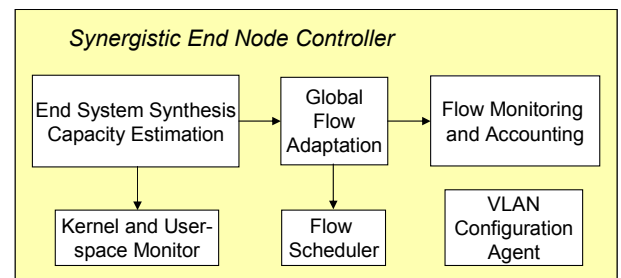 Synergistic End Node Controller
End System Synthesis
Capacity Estimation
Global
Flow
Adaptation
Flow Monitoring
and Accounting
Kernel and User-
space Monitor
Flow
Scheduler
VLAN
Configuration
Agent